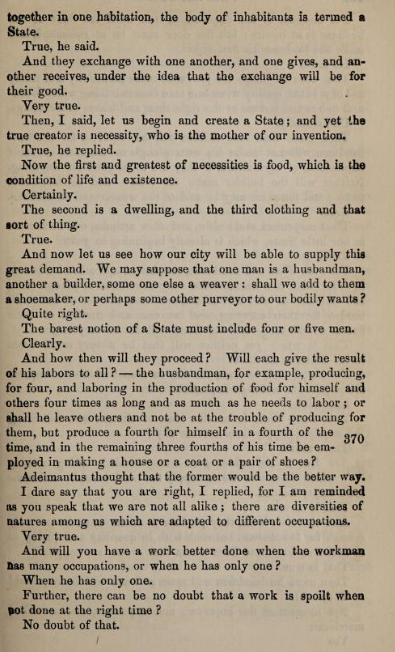 together in one habitation, the body of inhabitants is termed a
State.
True, he said.
And they exchange with one another, and one gives, and an-
other receives, under the idea that the exchange will be for
their good.
Very true.
Then, I said, let us begin and create a State; and yet the
true creator is necessity, who is the mother of our invention.
True, he replied.
Now the first and greatest of necessities is food, which is the
condition of life and existence.
Certainly.
The second is a dwelling, and the third clothing and that
sort of thing.
True.
And now let us see how our city will be able to supply this
great demand. We may suppose that one man is a husbandman,
another a builder, some one else a weaver: shall we add to them
a shoemaker, or perhaps some other purveyor to our bodily wants?
Quite right.
The barest notion of a State must include four or five men.
Clearly.
And how then will they proceed? Will each give the result
of his labors to all?—the husbandman, for example, producing,
for four, and laboring in the production of food for himself and
others four times as long and as much as he needs to labor; or
shall he leave others and not be at the trouble of producing for
them, but produce a fourth for himself in a fourth of the 370
time, and in the remaining three fourths of his time be em-
ployed in making a house or a coat or a pair of shoes?
Adeimantus thought that the former would be the better way.
I dare say that you are right, I replied, for I am reminded
as you speak that we are not all alike; there are diversities of
natures among us which are adapted to different occupations.
Very true.
And will you have a work better done when the workman
has many occupations, or when he has only one?
When he has only one.
Further, there can be no doubt that a work is spoilt when
not done at the right time?
No doubt of that.